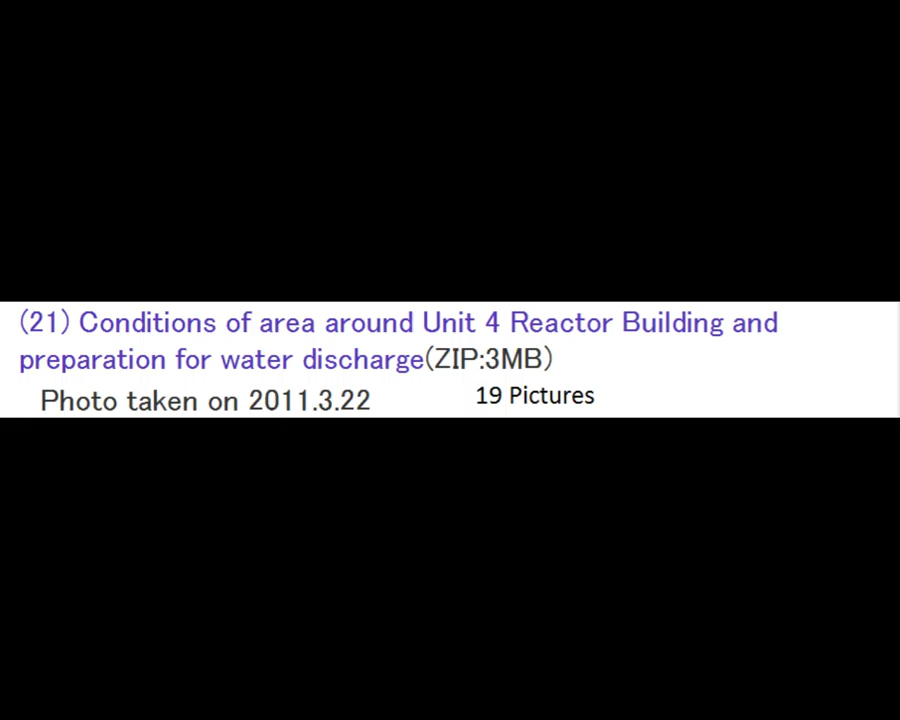 (21) Conditions of area around Unit 4 Reactor Building and
preparation for water discharge(ZIP:3MB)
Photo taken on 2011.3.22 19 Pictures